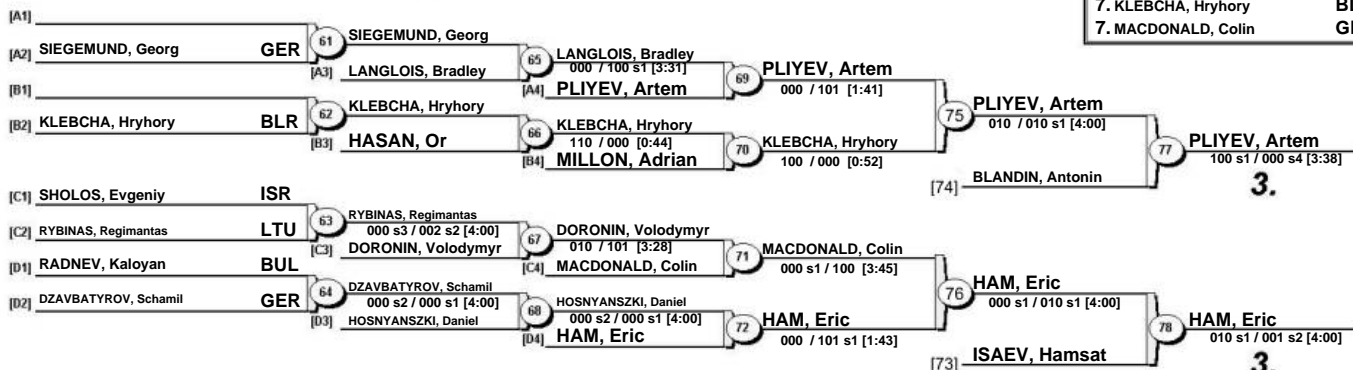 7. KLEBCHA, Hryhory
7. MACDONALD, Colin
[A1]
[A2] SIEGEMUND, Georg GER
61
SIEGEMUND, Georg
[A3] LANGLOIS, Bradley
65
LANGLOIS, Bradley
000 / 100 s1 [3:31]
[A4] PLIYEV, Artem
69
PLIYEV, Artem
000 / 101 [1:41]
[B1]
[B2] KLEBCHA, Hryhory BLR
62
KLEBCHA, Hryhory
[B3] HASAN, Or
66
KLEBCHA, Hryhory
110 / 000 [0:44]
[B4] MILLON, Adrian
70
KLEBCHA, Hryhory
100 / 000 [0:52]
75
PLIYEV, Artem
010 / 010 s1 [4:00]
[74] BLANDIN, Antonin
77
PLIYEV, Artem
100 s1 / 000 s4 [3:38]
3.
[C1] SHOLOS, Evgeniy ISR
[C2] RYBINAS, Regimantas LTU
63
RYBINAS, Regimantas
000 s3 / 002 s2 [4:00]
[C3] DORONIN, Volodymyr
67
DORONIN, Volodymyr
010 / 101 [3:28]
[C4] MACDONALD, Colin
71
MACDONALD, Colin
000 s1 / 100 [3:45]
[D1] RADNEV, Kaloyan BUL
[D2] DZAVBATYROV, Schamil GER
64
DZAVBATYROV, Schamil
000 s2 / 000 s1 [4:00]
[D3] HOSNYANSZKI, Daniel
68
HOSNYANSZKI, Daniel
000 s2 / 000 s1 [4:00]
[D4] HAM, Eric
72
HAM, Eric
000 / 101 s1 [1:43]
76
HAM, Eric
000 s1 / 010 s1 [4:00]
[73] ISAEV, Hamsat
78
HAM, Eric
010 s1 / 001 s2 [4:00]
3.